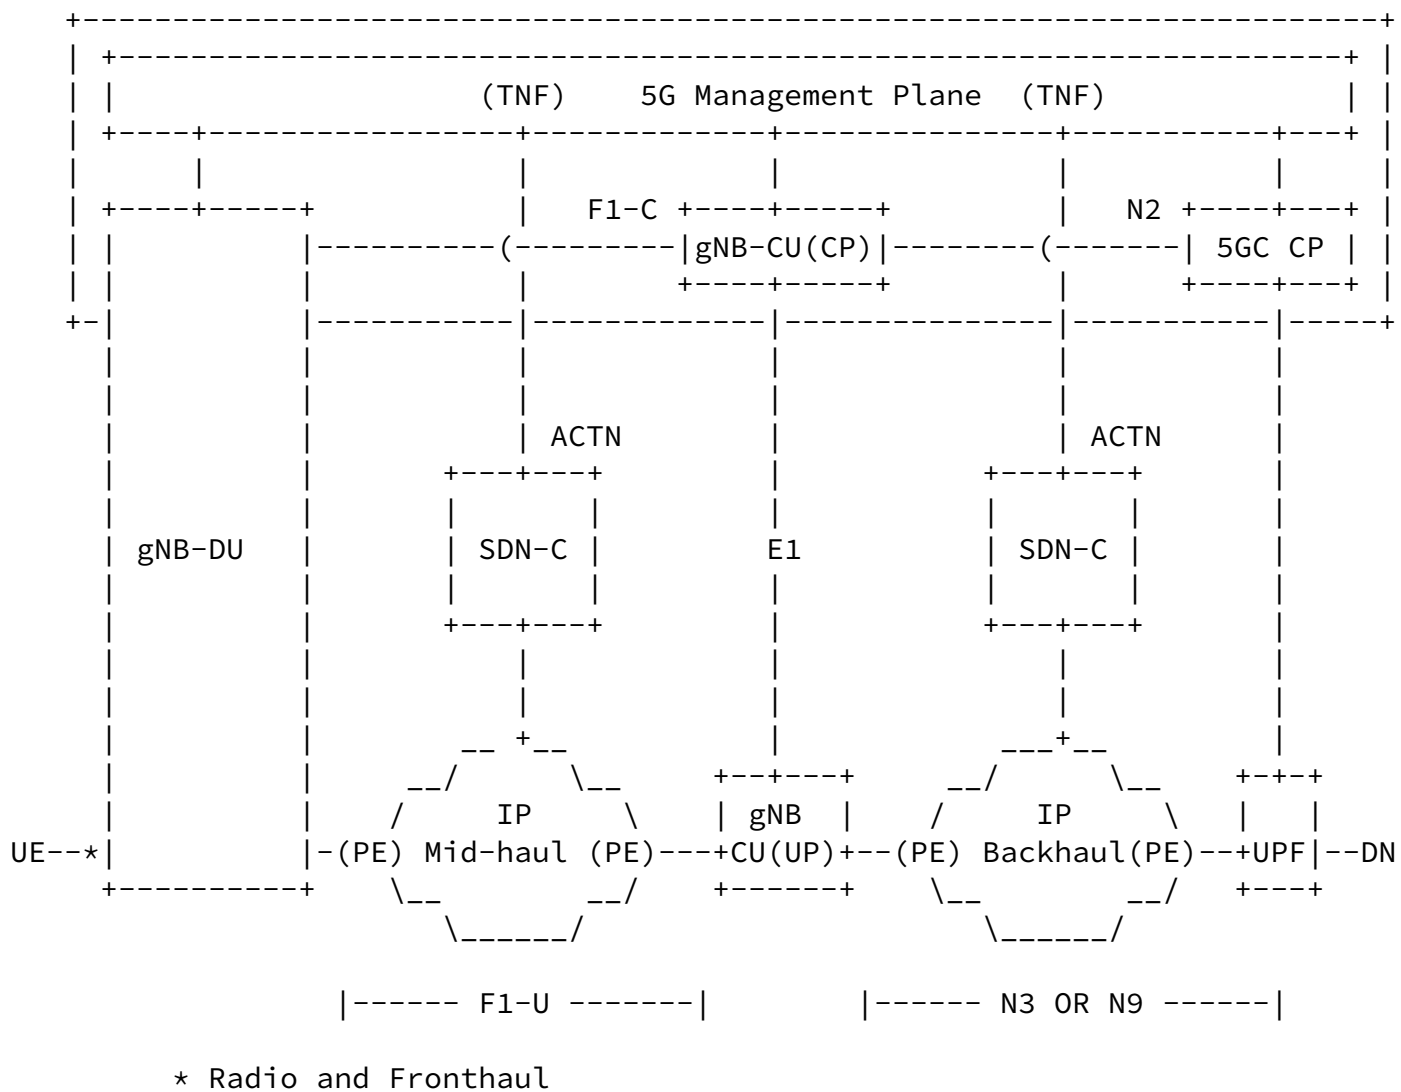 (TNF) 5G Management Plane (TNF)
F1-C N2
(gNB-CU(CP) ( 5GC CP
ACTN ACTN
gNB-DU SDN-C E1 SDN-C
IP gNB IP
UE--*| |-(PE) Mid-haul (PE)---+CU(UP)+--(PE) Backhaul(PE)--+UPF|--DN
|------ F1-U -------| |------ N3 OR N9 ------|
* Radio and Fronthaul